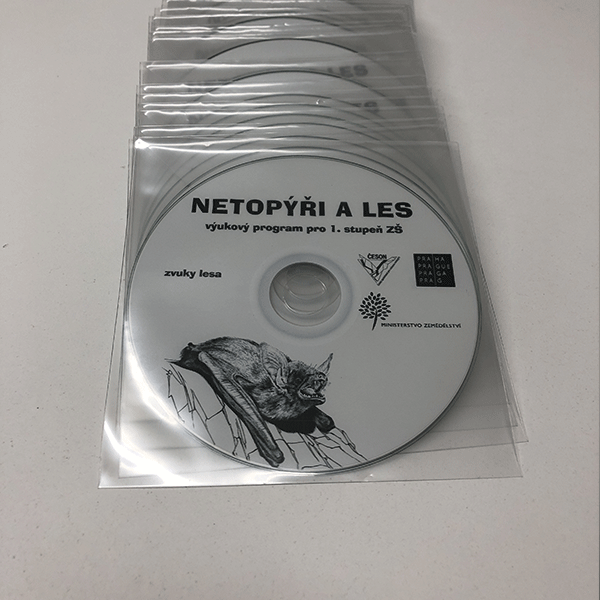 NETOPÝŘI A LES
výukový program pro 1. stupeň ZŠ
zvuky lesa
ČESON
PRA HA
PRA GUE
PRA GA
PRA G
MINISTERSTVO ZEMĚDĚLSTVÍ